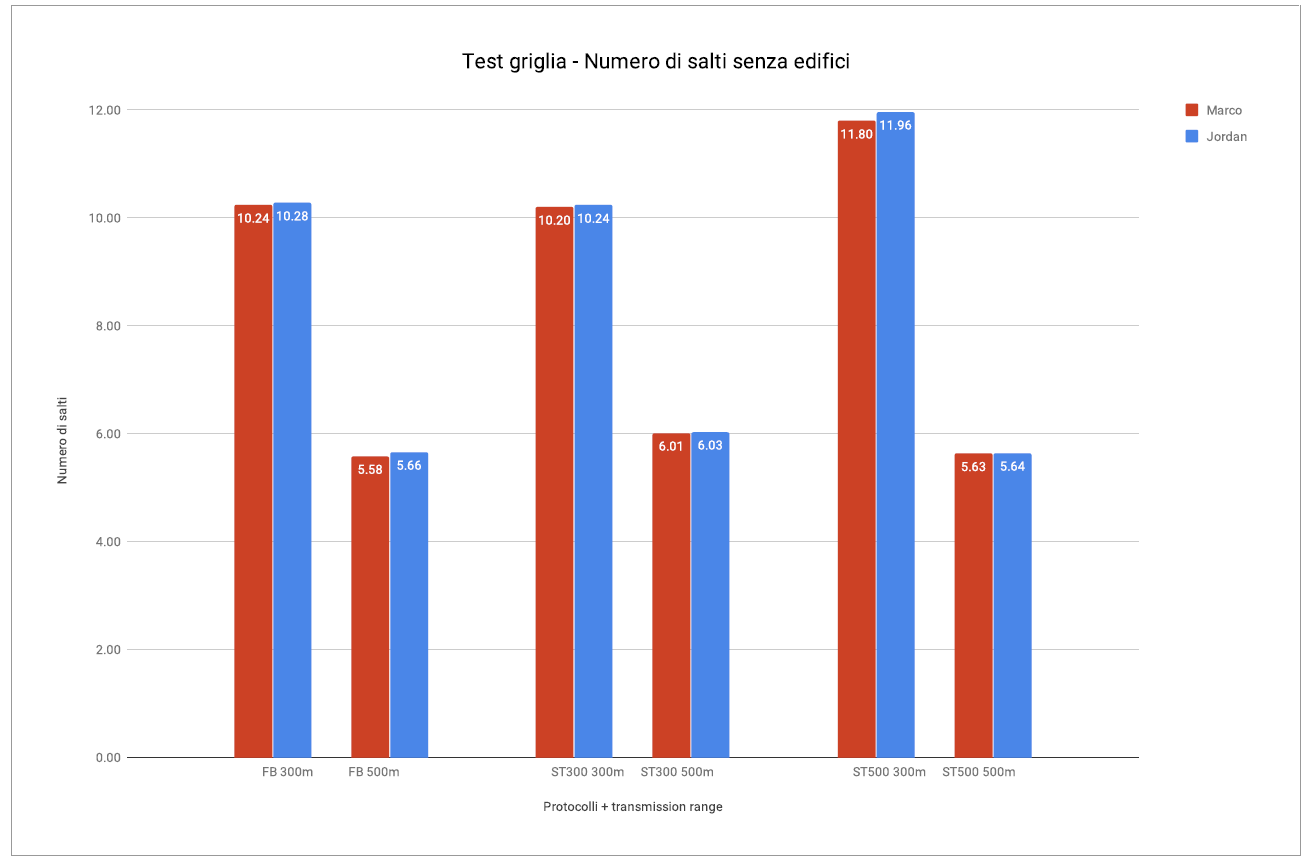 Test griglia - Numero di salti senza edifici
Marco
Jordan
12.00
10.00
8.00
6.00
4.00
2.00
0.00
Numero di salti
10.24
10.28
5.58
5.66
10.20
10.24
6.01
6.03
11.80
11.96
5.63
5.64
FB 300m
FB 500m
ST300 300m
ST300 500m
ST500 300m
ST500 500m
Protocolli + transmission range